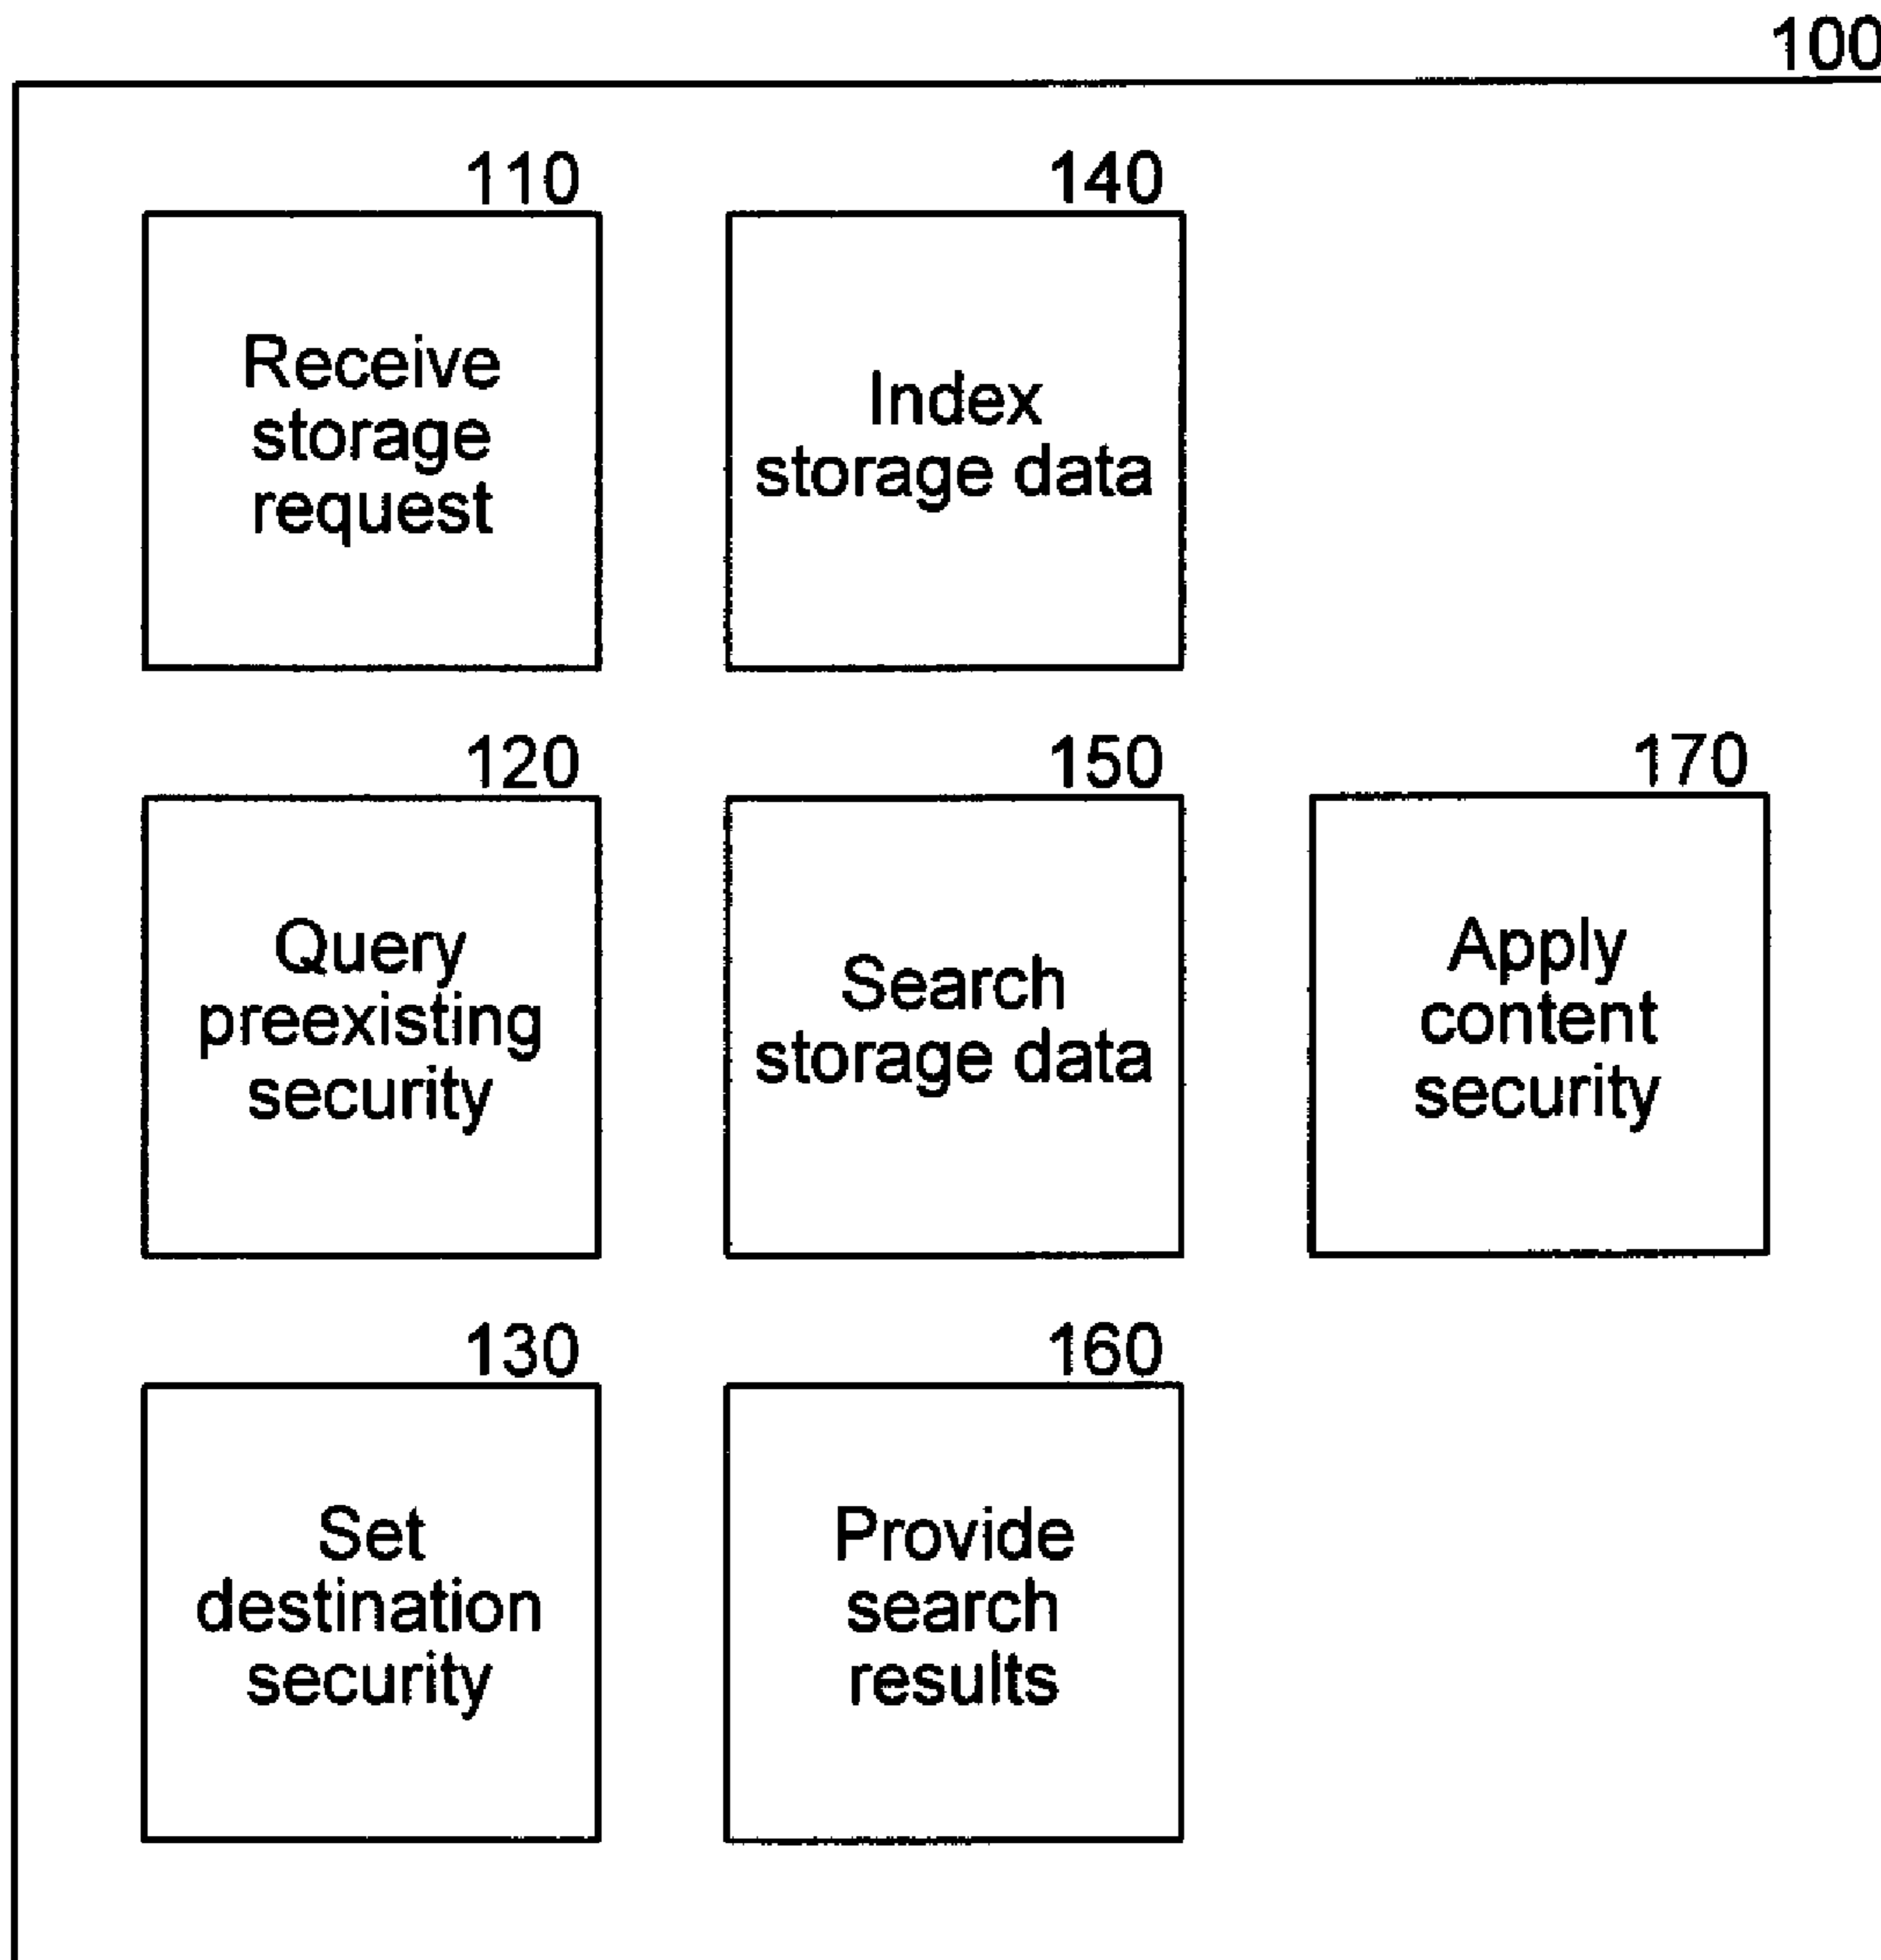 100
110
Receive
storage
request
140
Index
storage data
120
Query
preexisting
security
150
Search
storage data
170
Apply
content
security
130
Set
destination
security
160
Provide
search
results